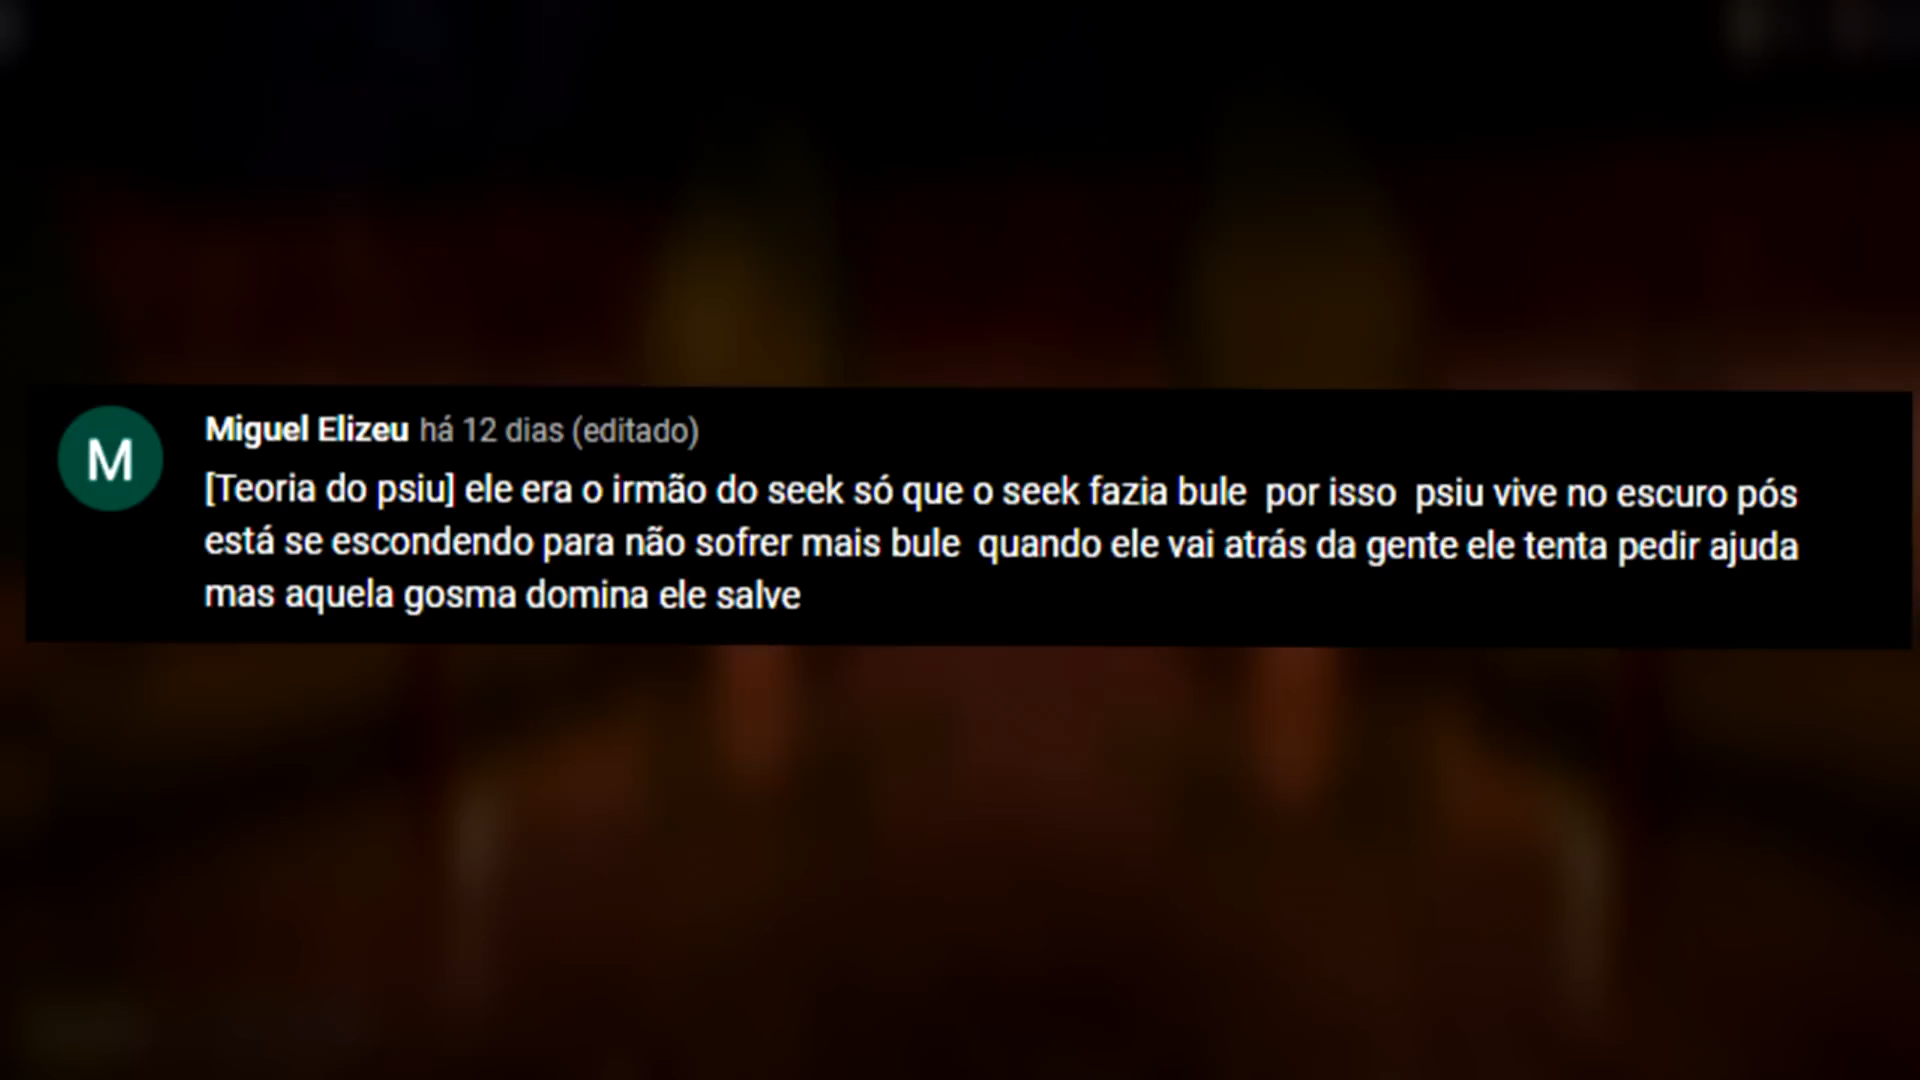 M
Miguel Elizeu há 12 dias (editado)
[Teoria do psiu] ele era o irmão do seek só que o seek fazia bule  por isso  psiu vive no escuro pós
está se escondendo para não sofrer mais bule  quando ele vai atrás da gente ele tenta pedir ajuda
mas aquela gosma domina ele salve